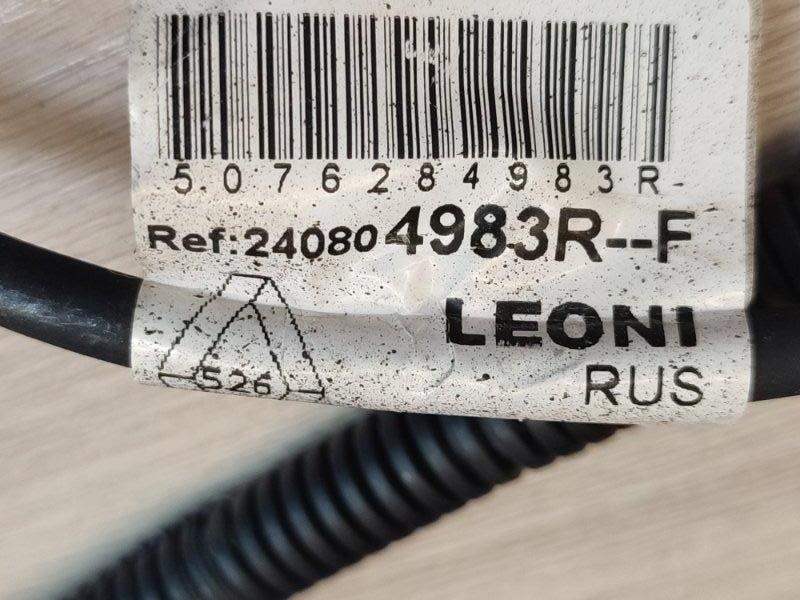 5076284983R-
Ref:240804983R--F
LEONI
RUS
526